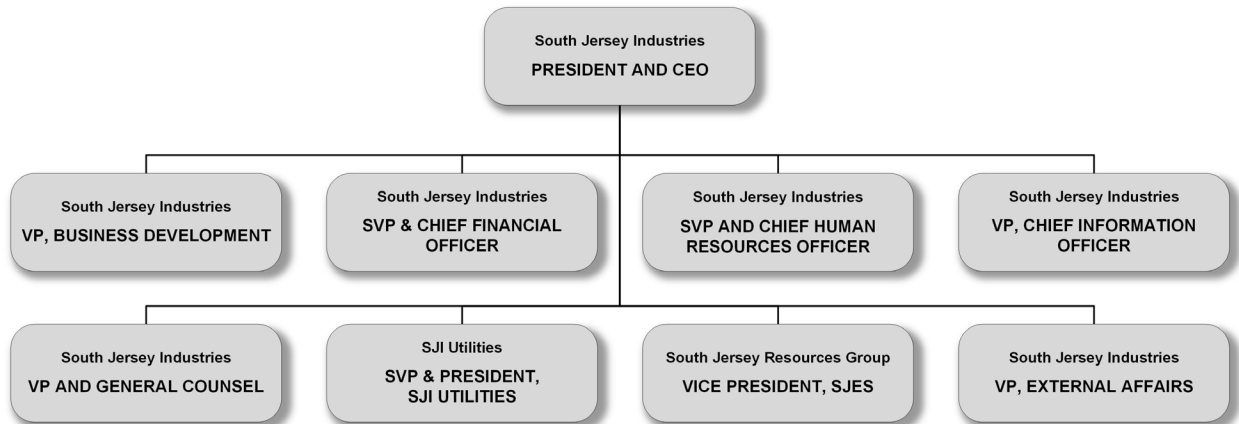 South Jersey Industries
PRESIDENT AND CEO
South Jersey Industries
VP, BUSINESS DEVELOPMENT
South Jersey Industries
SVP & CHIEF FINANCIAL
OFFICER
South Jersey Industries
SVP AND CHIEF HUMAN
RESOURCES OFFICER
South Jersey Industries
VP, CHIEF INFORMATION
OFFICER
South Jersey Industries
VP AND GENERAL COUNSEL
SJI Utilities
SVP & PRESIDENT,
SJI UTILITIES
South Jersey Resources Group
VICE PRESIDENT, SJES
South Jersey Industries
VP, EXTERNAL AFFAIRS